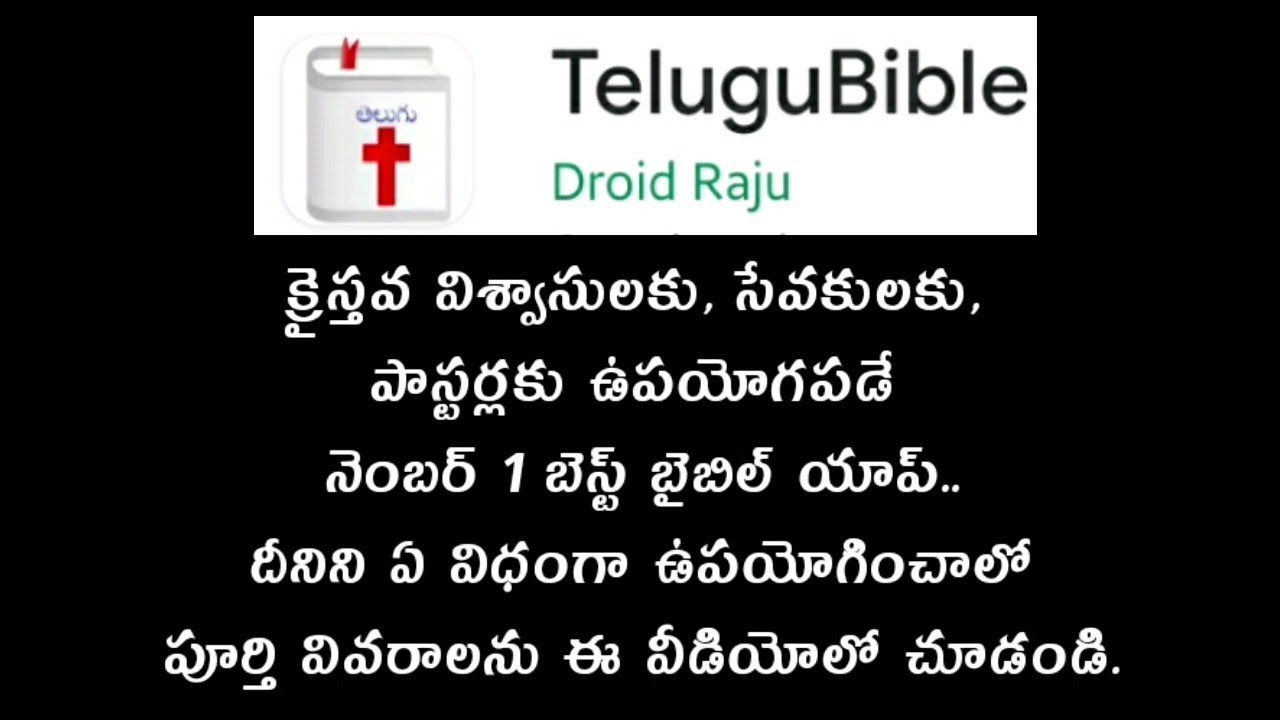 తెలుగు
TeluguBible
Droid Raju
క్రైస్తవ విశ్వాసులకు, సేవకులకు,
పాస్టర్లకు ఉపయోగపడే
నెంబర్ 1 బెస్ట్ బైబిల్ యాప్..
దీనిని ఏ విధంగా ఉపయోగించాలో
పూర్తి వివరాలను ఈ వీడియోలో చూడండి.